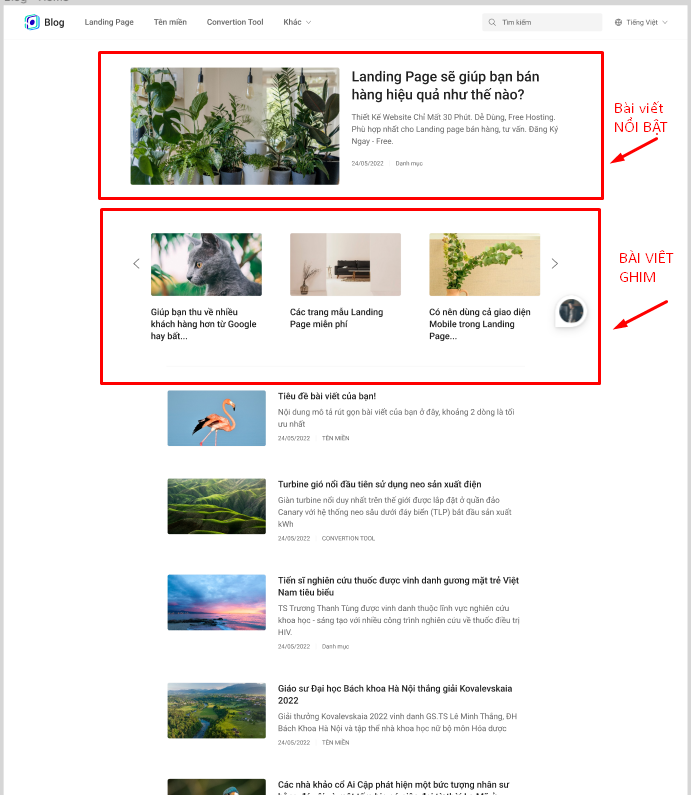 Blog - Home
Blog Landing Page Tên miền Convertion Tool Khác Tìm kiếm Tiếng Việt
Landing Page sẽ giúp bạn bán
hàng hiệu quả như thế nào?
Thiết Kế Website Chỉ Mất 30 Phút. Dễ Dùng, Free Hosting.
Phù hợp nhất cho Landing page bán hàng, tư vấn. Đăng Ký
Ngay - Free.
24/05/2022 Danh mục
Bài viết
NỔI BẬT
BÀI VIẾT
GHIM
Giúp bạn thu về nhiều
khách hàng hơn từ Google
hay bất...
Các trang mẫu Landing
Page miễn phí
Có nên dùng cả giao diện
Mobile trong Landing
Page...
Tiêu đề bài viết của bạn!
Nội dung mô tả rút gọn bài viết của bạn ở đây, khoảng 2 dòng là tối
ưu nhất
24/05/2022 TÊN MIỀN
Turbine gió nổi đầu tiên sử dụng neo sản xuất điện
Giàn turbine nổi duy nhất trên thế giới được lắp đặt ở quần đảo
Canary với hệ thống neo sâu dưới đáy biển (TLP) bắt đầu sản xuất
kWh
24/05/2022 CONVERTION TOOL
Tiến sĩ nghiên cứu thuốc được vinh danh gương mặt trẻ Việt
Nam tiêu biểu
TS Trương Thanh Tùng được vinh danh thuộc lĩnh vực nghiên cứu
khoa học - sáng tạo với nhiều công trình nghiên cứu về thuốc điều trị
HIV.
24/05/2022 Danh mục
Giáo sư Đại học Bách khoa Hà Nội thắng giải Kovalevskaia
2022
Giải thưởng Kovalevskaia 2022 vinh danh GS.TS Lê Minh Thắng, ĐH
Bách Khoa Hà Nội và tập thể nhà khoa học nữ bộ môn Hóa dược
24/05/2022 TÊN MIỀN
Các nhà khảo cổ Ai Cập phát hiện một bức tượng nhân sư